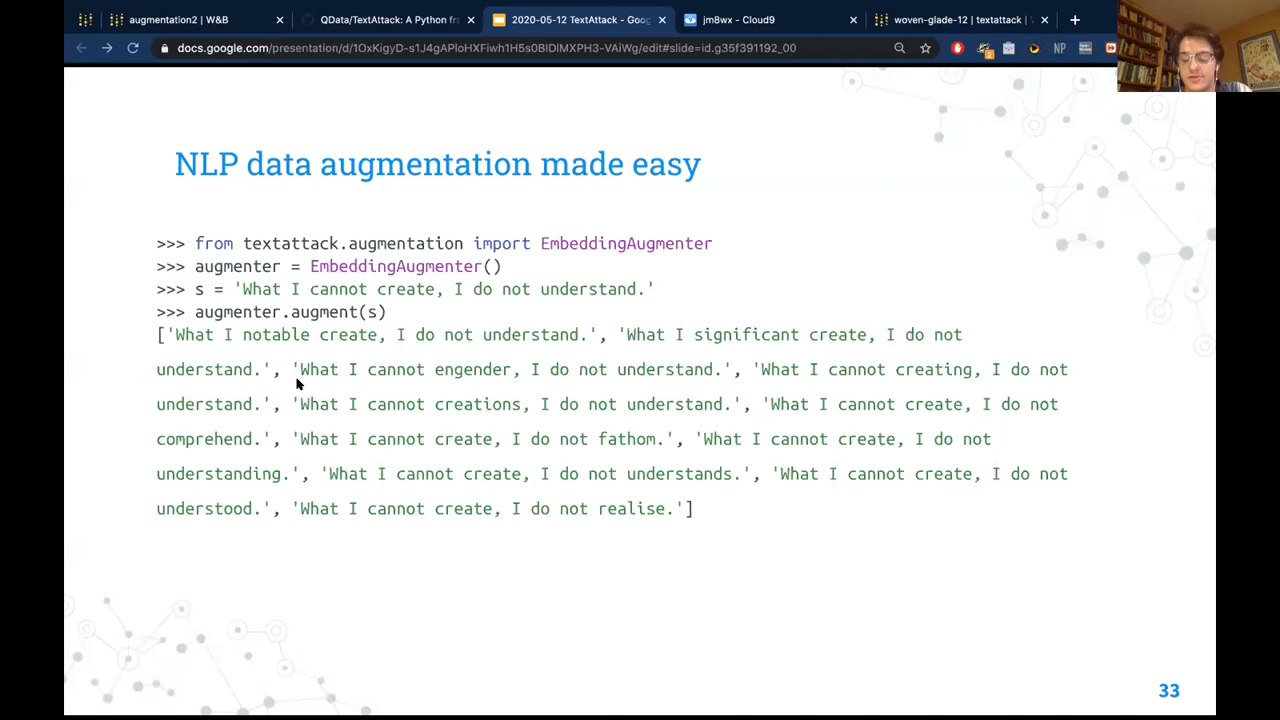 augmentation2 | W&B
QData/TextAttack: A Python fr
2020-05-12 TextAttack - Goog
jm8wx - Cloud9
woven-glade-12 | textattack | W
docs.google.com/presentation/d/1OxKigyD-s1J4gAPloHXFiwh1H5s0BIDlMXPH3-VAiWg/edit#slide=id.g35f391192_00
2
NP
NLP data augmentation made easy
>>> from textattack.augmentation import EmbeddingAugmenter
>>> augmenter = EmbeddingAugmenter()
>>> s = 'What I cannot create, I do not understand.'
>>> augmenter.augment(s)
['What I notable create, I do not understand.', 'What I significant create, I do not
understand.', 'What I cannot engender, I do not understand.', 'What I cannot creating, I do not
understand.', 'What I cannot creations, I do not understand.', 'What I cannot create, I do not
comprehend.', 'What I cannot create, I do not fathom.', 'What I cannot create, I do not
understanding.', 'What I cannot create, I do not understands.', 'What I cannot create, I do not
understood.', 'What I cannot create, I do not realise.']
33